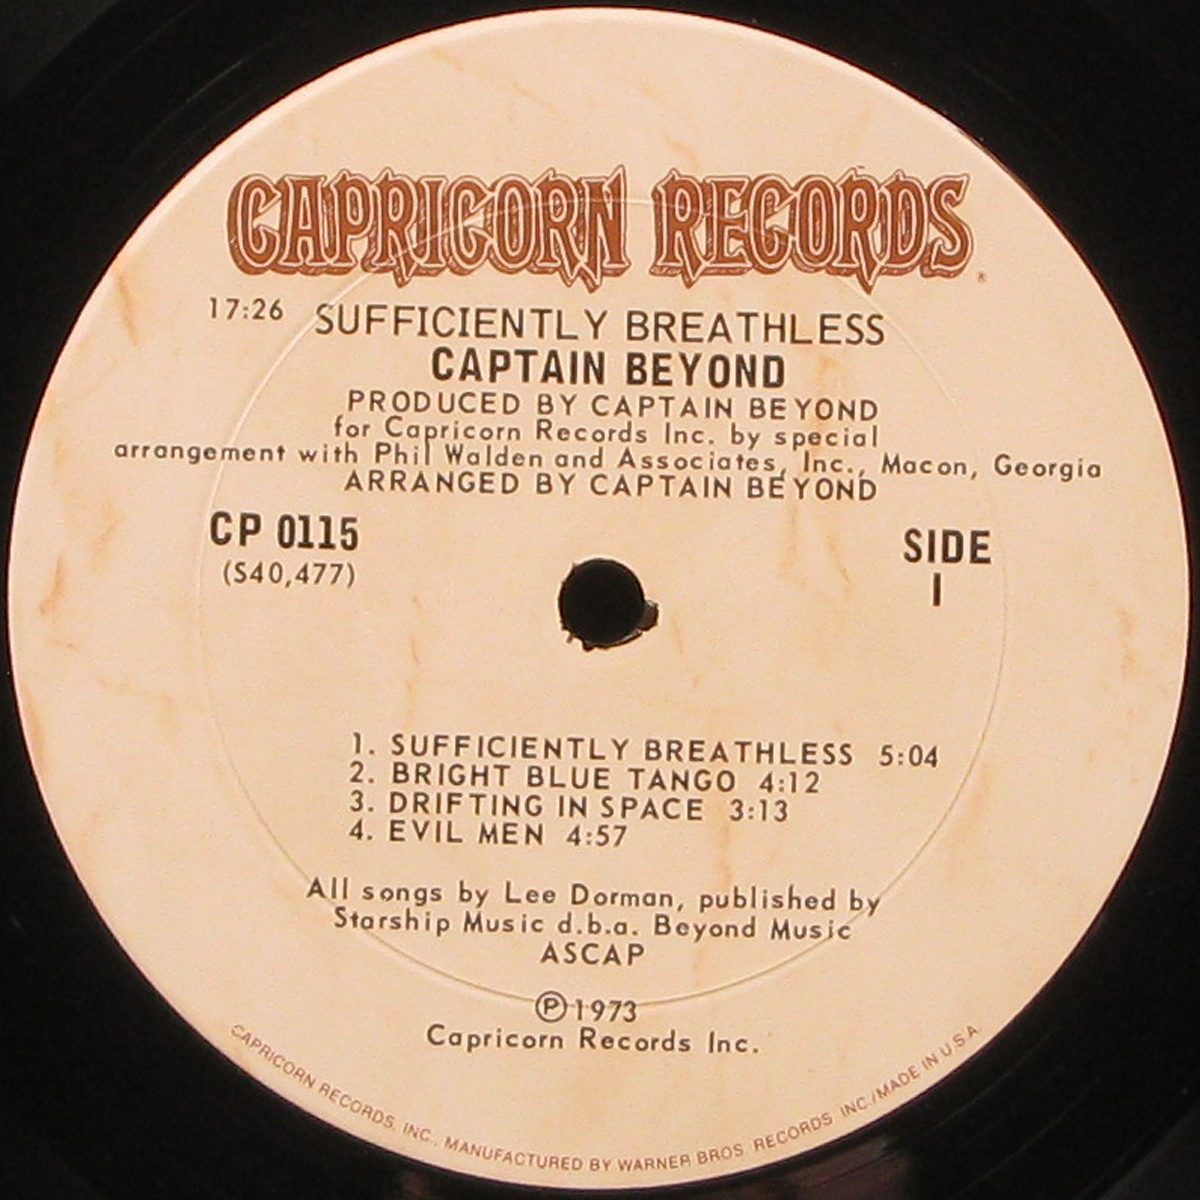 CAPRICORN RECORDS®
17:26 SUFFICIENTLY BREATHLESS
CAPTAIN BEYOND
PRODUCED BY CAPTAIN BEYOND
for Capricorn Records Inc. by special
arrangement with Phil Walden and Associates, Inc., Macon, Georgia
ARRANGED BY CAPTAIN BEYOND
CP 0115
(S40,477)
SIDE
1
1. SUFFICIENTLY BREATHLESS 5:04
2. BRIGHT BLUE TANGO 4:12
3. DRIFTING IN SPACE 3:13
4. EVIL MEN 4:57
All songs by Lee Dorman, published by
Starship Music d.b.a. Beyond Music
ASCAP
℗1973
Capricorn Records Inc.
CAPRICORN RECORDS, INC., MANUFACTURED BY WARNER BROS. RECORDS INC./MADE IN U.S.A.